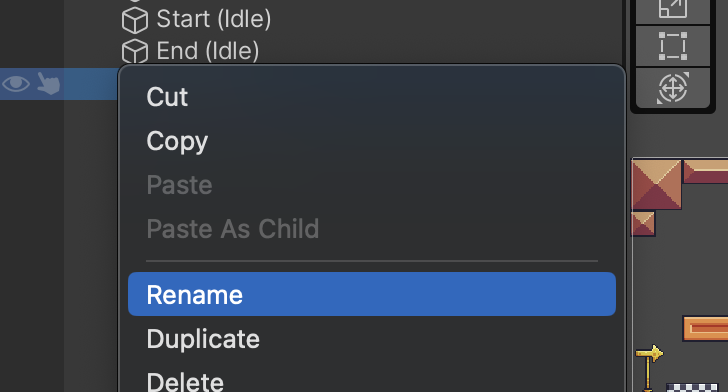 Start (Idle)
End (Idle)
Cut
Copy
Paste
Paste As Child
Rename
Duplicate
Delete